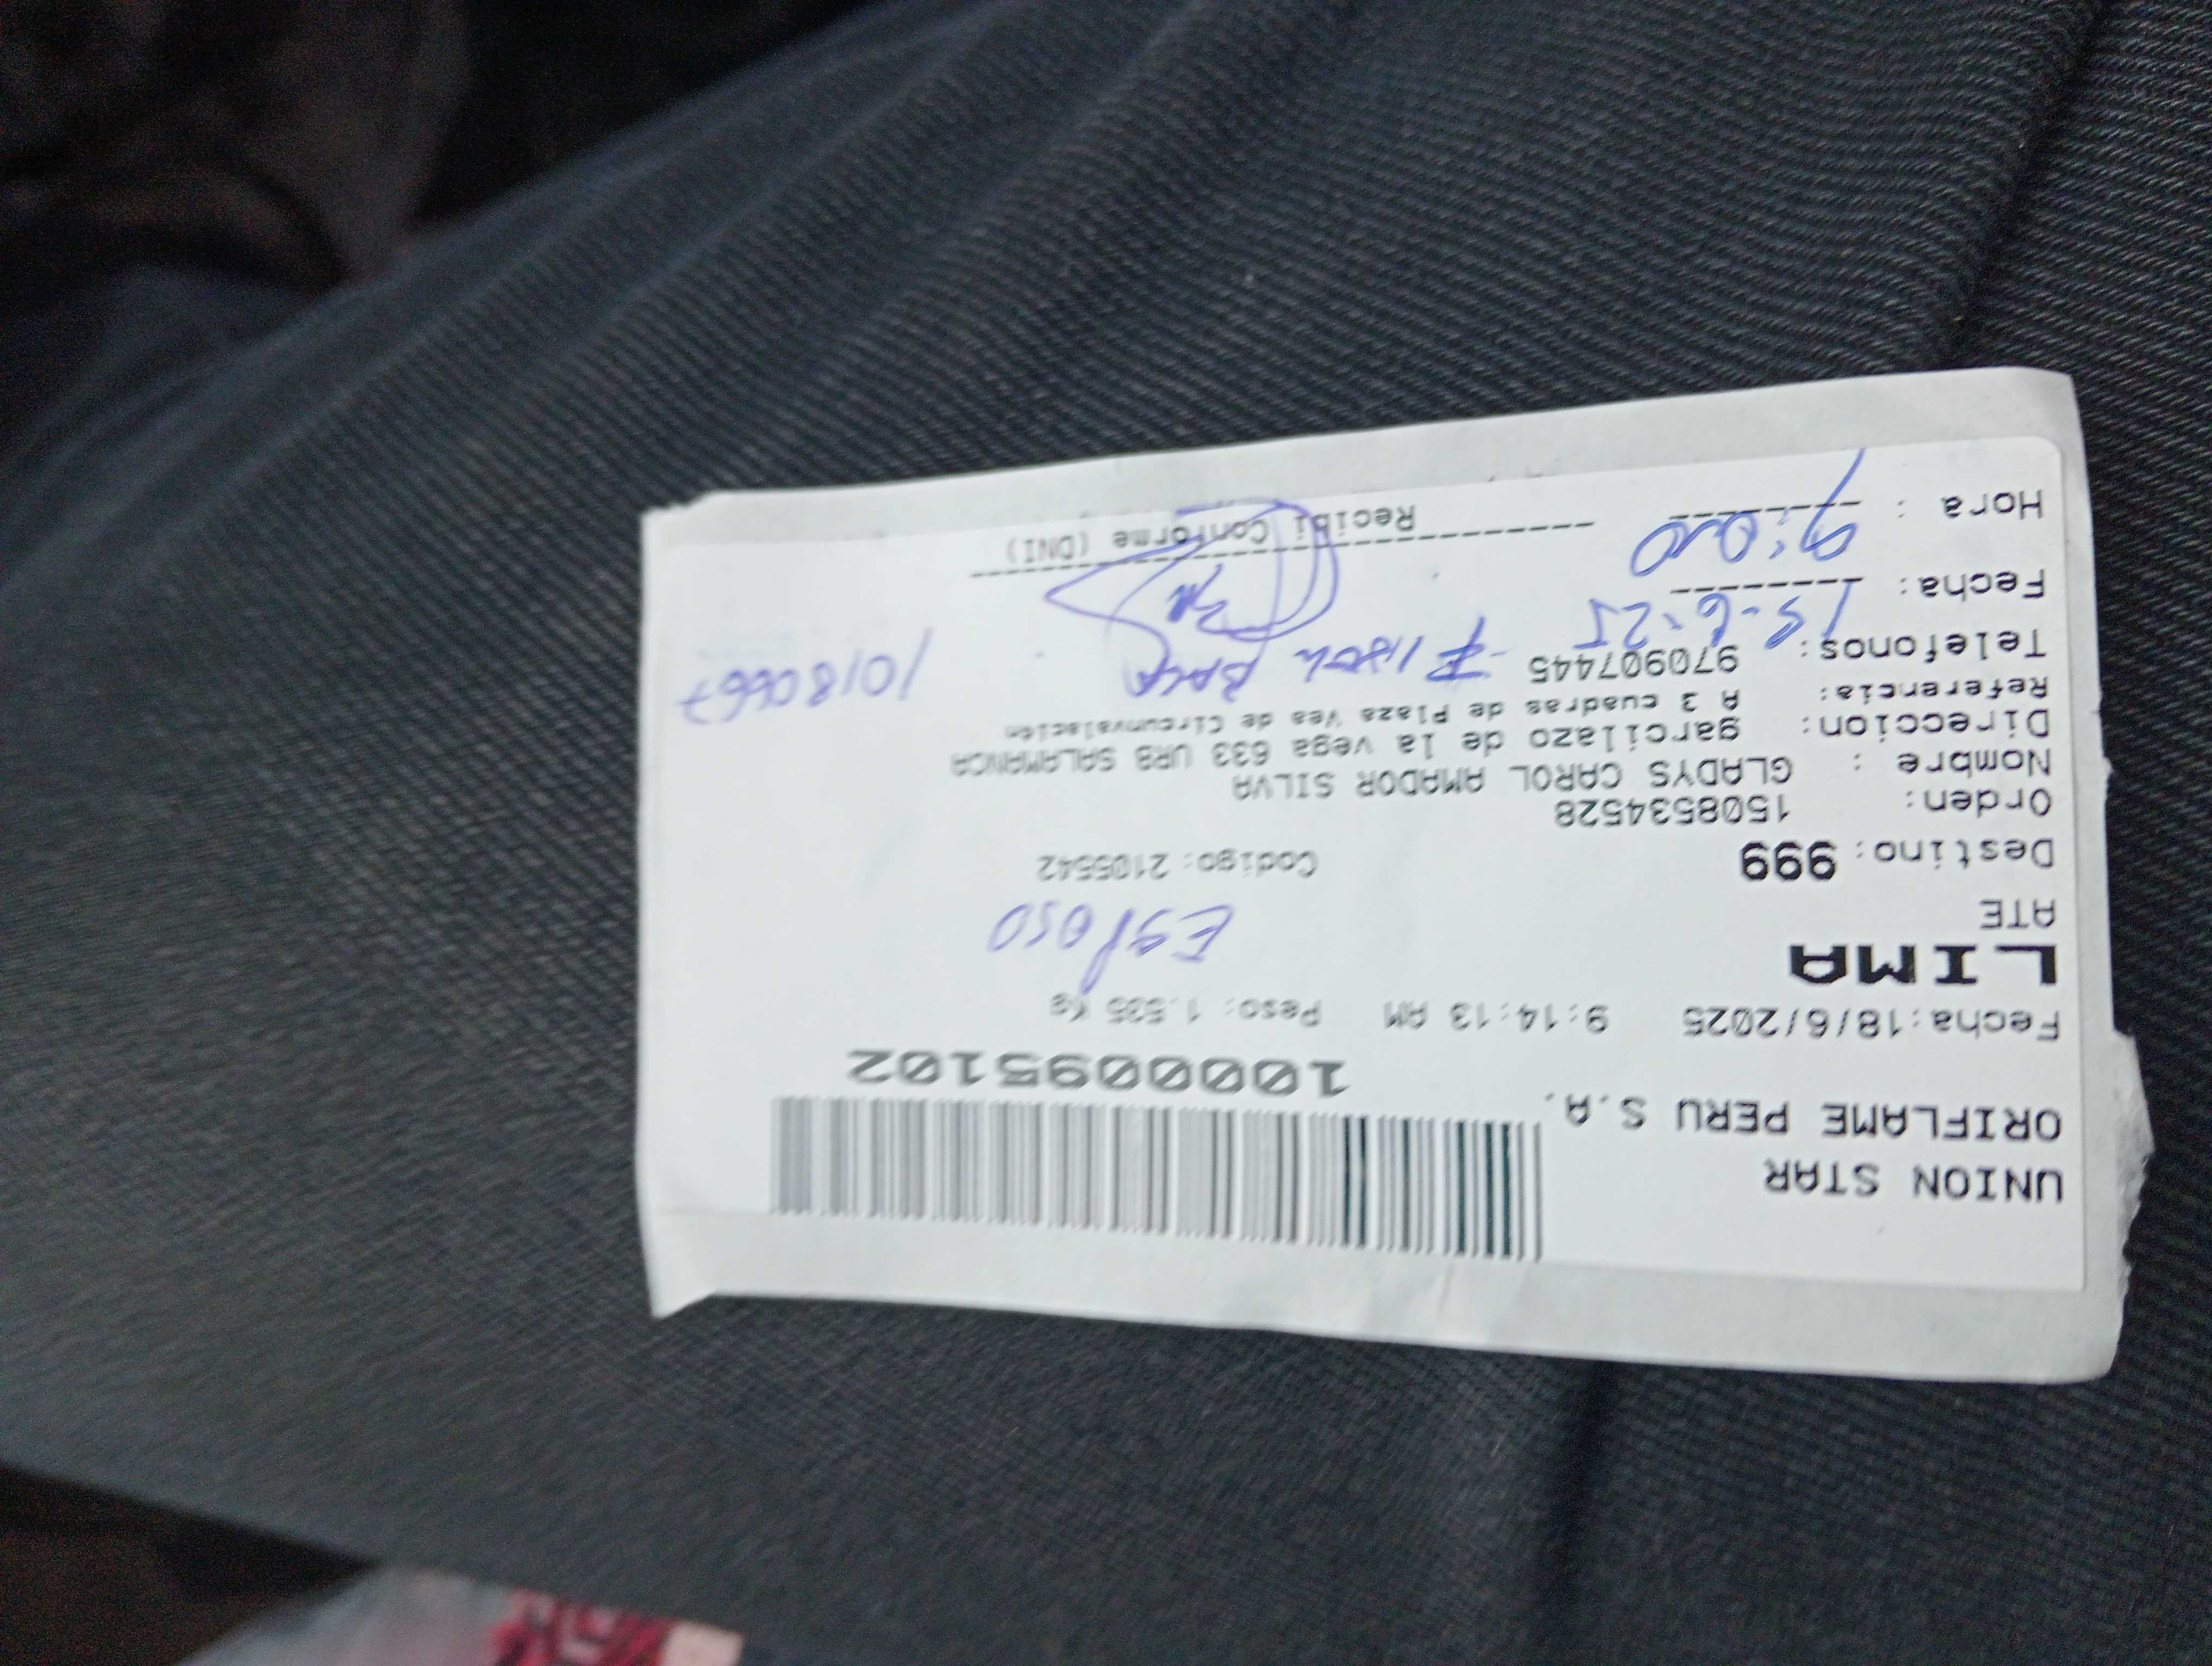 UNION STAR
ORIFLAME PERU S.A.
10000095102
Fecha:18/6/2025 9:14:13 AM Peso: 1.535 Kg
LIMA
ATE
Esposo
Destino: 999 Codigo: 2105542
Orden: 1508534528
Nombre : GLADYS CAROL AMADOR SILVA
Direccion: garcilazo de la vega 633 URB SALAMANCA
Referencia: A 3 cuadras de Plaza Vea de Circunvalación
Telefonos: 970907445
10180667
Fecha: -6-25
Hora : 9:00
Recibi Conforme (DNI)